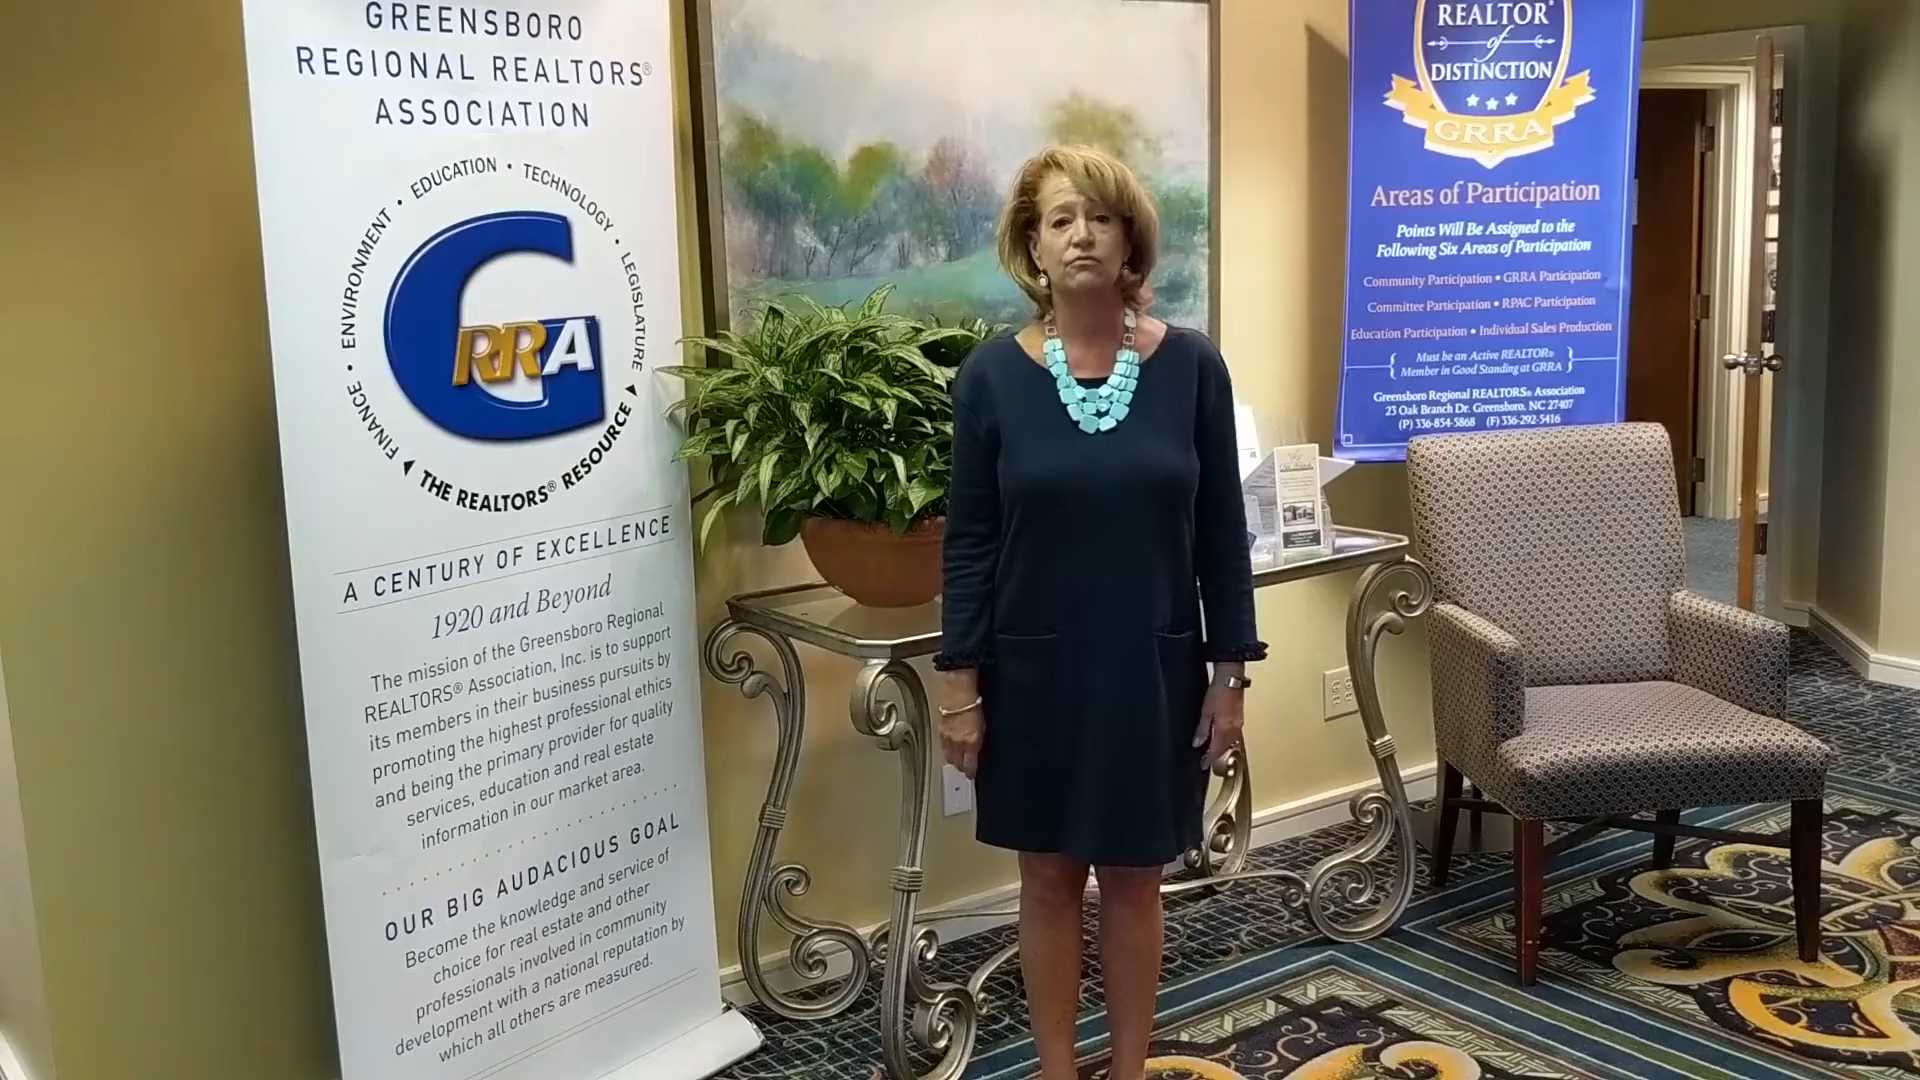 GREENSBORO
REGIONAL REALTORS®
ASSOCIATION
FINANCE • ENVIRONMENT • EDUCATION • TECHNOLOGY • LEGISLATURE
GRRA
THE REALTORS® RESOURCE
A CENTURY OF EXCELLENCE
1920 and Beyond
The mission of the Greensboro Regional
REALTORS® Association, Inc. is to support
its members in their business pursuits by
promoting the highest professional ethics
and being the primary provider for quality
services, education and real estate
information in our market area.
OUR BIG AUDACIOUS GOAL
Become the knowledge and service of
choice for real estate and other
professionals involved in community
development with a national reputation by
which all others are measured.
REALTOR®
of
DISTINCTION
GRRA
Areas of Participation
Points Will Be Assigned to the
Following Six Areas of Participation
Community Participation • GRRA Participation
Committee Participation • RPAC Participation
Education Participation • Individual Sales Production
Must be an Active REALTOR®
Member in Good Standing at GRRA
Greensboro Regional REALTORS® Association
23 Oak Branch Dr. Greensboro, NC 27407
(P) 336-854-5868 (F) 336-292-5416